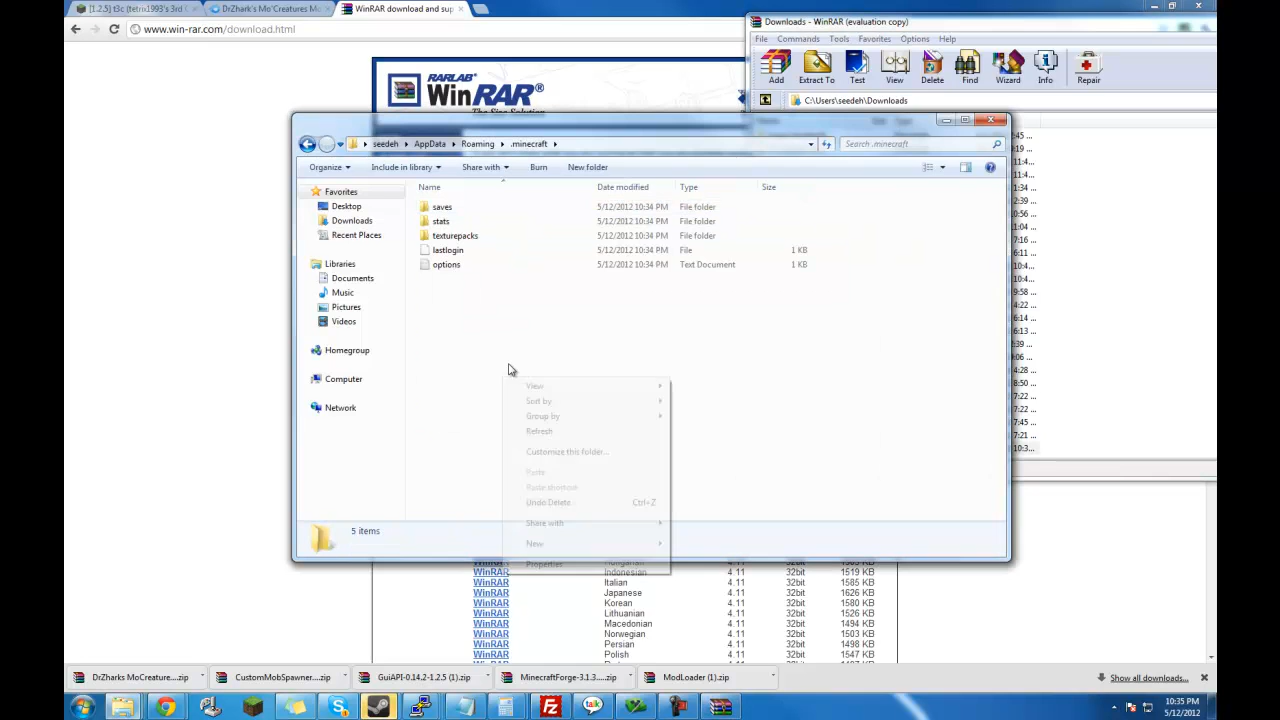 [1.2.5] t3c (tetrix1993's 3rd
DrZhark's Mo'Creatures Mo
WinRAR download and sup
www.win-rar.com/download.html
Downloads - WinRAR (evaluation copy)
File Commands Tools Favorites Options Help
Add Extract To Test View Delete Find Wizard Info Repair
C:\Users\seedeh\Downloads
RARLAB®
WinRAR®
seedeh AppData Roaming .minecraft
Search .minecraft
Organize Include in library Share with Burn New folder
Name Date modified Type Size
Favorites
Desktop
Downloads
Recent Places
Libraries
Documents
Music
Pictures
Videos
Homegroup
Computer
Network
saves 5/12/2012 10:34 PM File folder
stats 5/12/2012 10:34 PM File folder
texturepacks 5/12/2012 10:34 PM File folder
lastlogin 5/12/2012 10:34 PM File 1 KB
options 5/12/2012 10:34 PM Text Document 1 KB
View
Sort by
Group by
Refresh
Customize this folder...
Paste
Paste shortcut
Undo Delete Ctrl+Z
Share with
New
Properties
5 items
WinRAR Indonesian 4.11 32bit 1519 KB
WinRAR Italian 4.11 32bit 1585 KB
WinRAR Japanese 4.11 32bit 1626 KB
WinRAR Korean 4.11 32bit 1580 KB
WinRAR Lithuanian 4.11 32bit 1526 KB
WinRAR Macedonian 4.11 32bit 1494 KB
WinRAR Norwegian 4.11 32bit 1503 KB
WinRAR Persian 4.11 32bit 1498 KB
WinRAR Polish 4.11 32bit 1547 KB
DrZharks MoCreature....zip
CustomMobSpawner....zip
GuiAPI-0.14.2-1.2.5 (1).zip
MinecraftForge-3.1.3....zip
ModLoader (1).zip
Show all downloads...
10:35 PM
5/12/2012